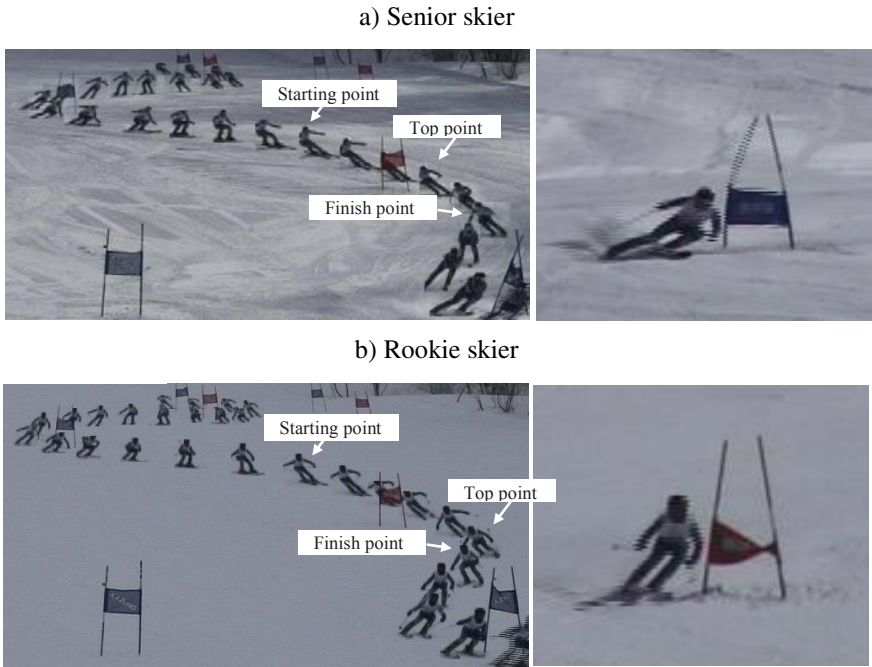 a) Senior skier
Starting point
Top point
Finish point
b) Rookie skier
Starting point
Top point
Finish point